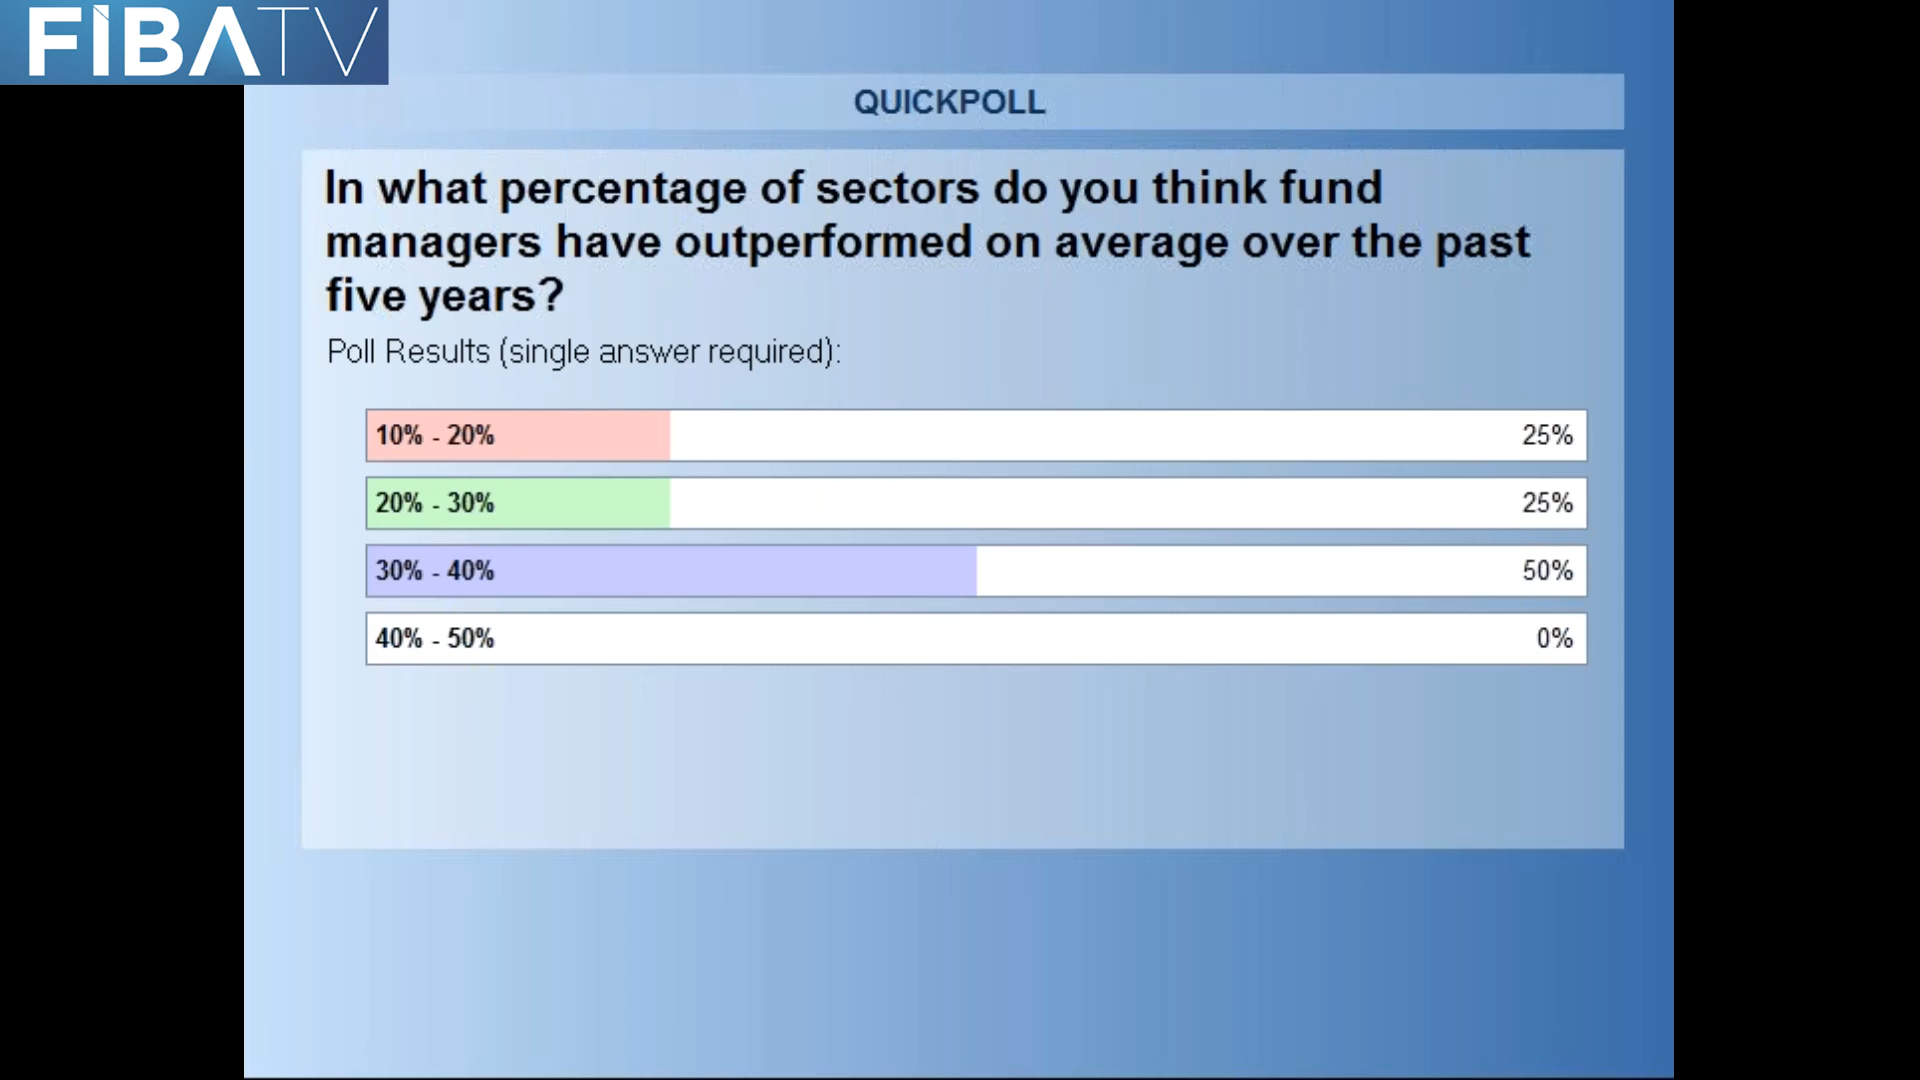 FIBATV
QUICKPOLL
In what percentage of sectors do you think fund
managers have outperformed on average over the past
five years?
Poll Results (single answer required):
10% - 20% 25%
20% - 30% 25%
30% - 40% 50%
40% - 50% 0%